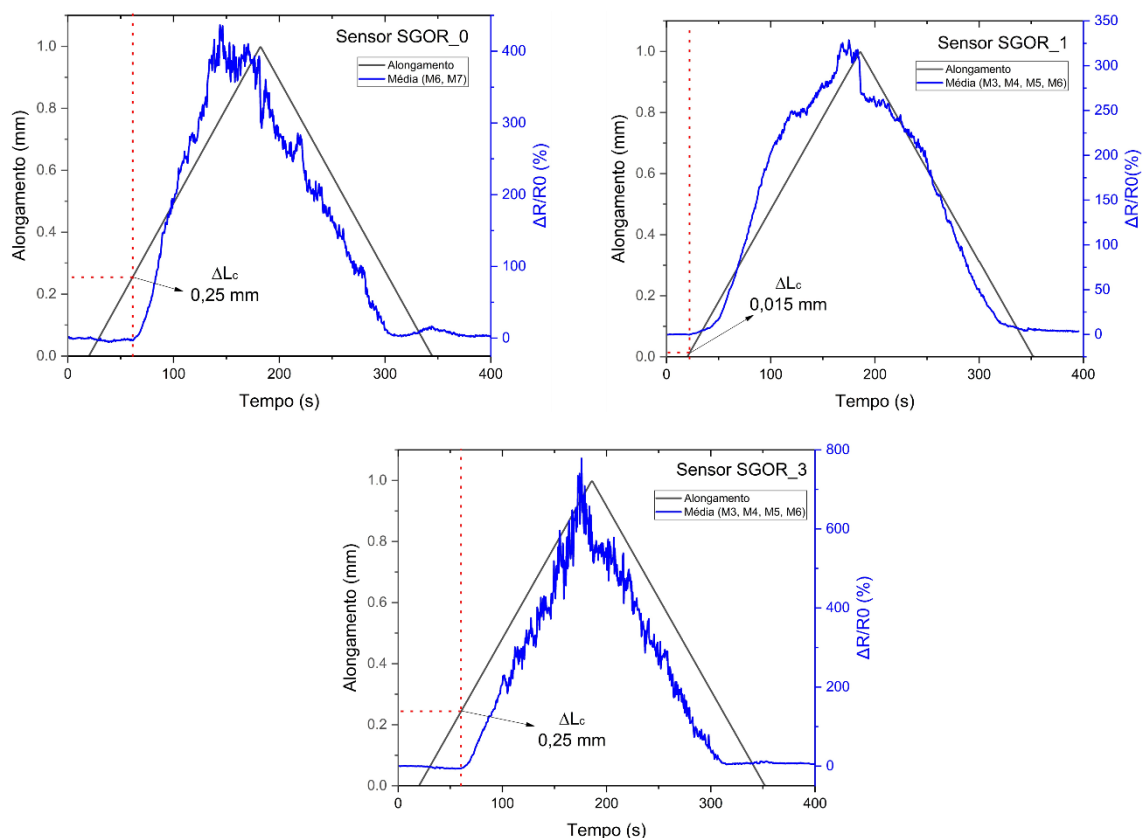 Sensor SGOR_0
Alongamento
Média (M6, M7)
Alongamento (mm)
1.0
0.8
0.6
0.4
0.2
0.0
ΔLc
0,25 mm
400
300
200
100
0
ΔR/R0 (%)
0 100 200 300 400
Tempo (s)
Sensor SGOR_1
Alongamento
Média (M3, M4, M5, M6)
Alongamento (mm)
1.0
0.8
0.6
0.4
0.2
0.0
ΔLc
0,015 mm
350
300
250
200
150
100
50
0
ΔR/R0(%)
0 100 200 300 400
Tempo (s)
Sensor SGOR_3
Alongamento
Média (M3, M4, M5, M6)
Alongamento (mm)
1.0
0.8
0.6
0.4
0.2
0.0
ΔLc
0,25 mm
800
600
400
200
0
ΔR/R0 (%)
0 100 200 300 400
Tempo (s)